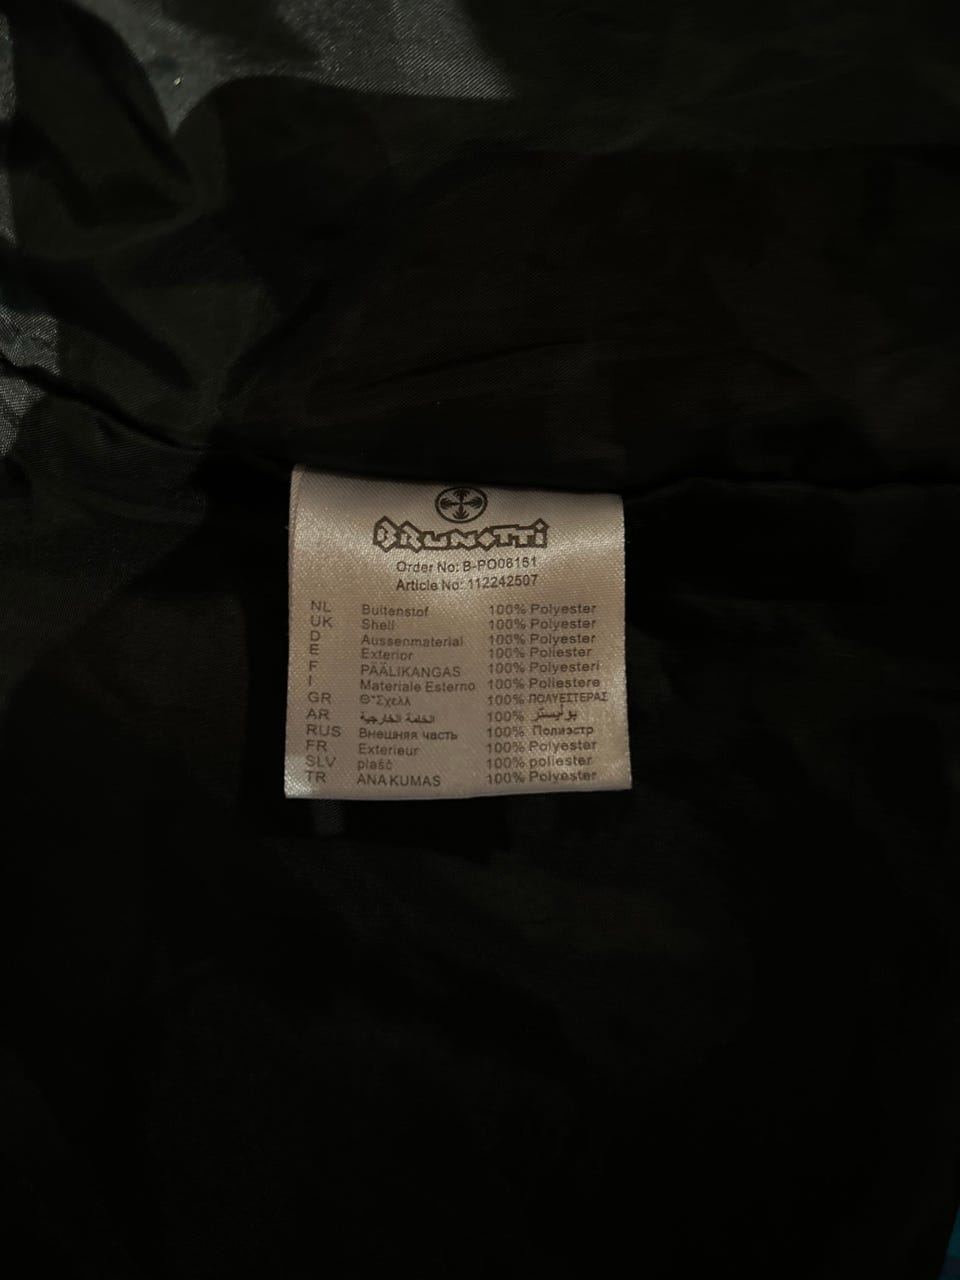 BRUNOTTI
Order No: B-PO06161
Article No: 112242507
NL Buitenstof 100% Polyester
UK Shell 100% Polyester
D Aussenmaterial 100% Polyester
E Exterior 100% Poliester
F PÄÄLIKANGAS 100% Polyesteri
I Materiale Esterno 100% Poliestere
GR Θ*Σχελλ 100% ΠΟΛΥΕΣΤΕΡΑΣ
AR الخامة الخارجية 100% بوليستر
RUS Внешняя часть 100% Полиэстр
FR Exterieur 100% Polyester
SLV plašč 100% poliester
TR ANA KUMAS 100% Polyester